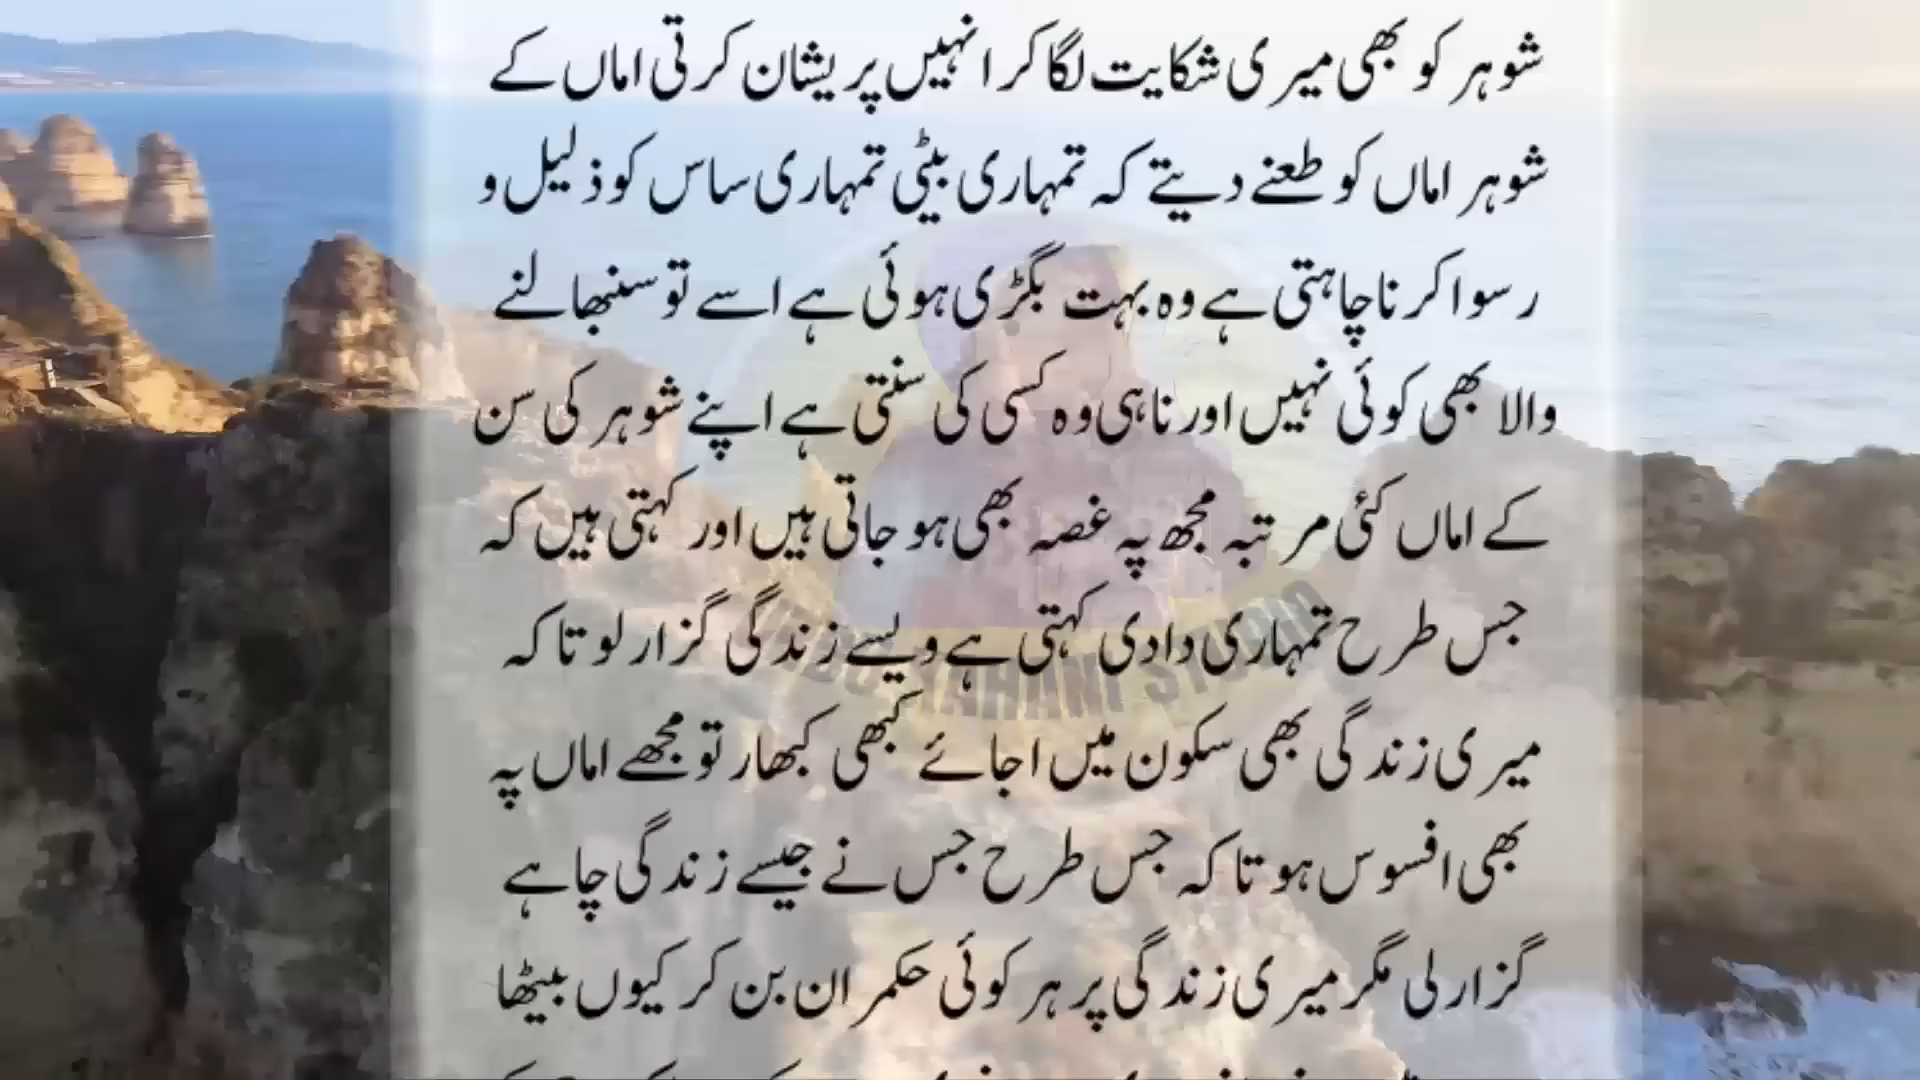 شوہر کو بھی میری شکایت لگا کر انہیں پریشان کرتی اماں کے
شوہر اماں کو طعنے دیتے کہ تمہاری بیٹی تمہاری ساس کو ذلیل و
رسوا کرنا چاہتی ہے وہ بہت بگڑی ہوئی ہے اسے تو سنبھالنے
والا بھی کوئی نہیں اور نا ہی وہ کسی کی سنتی ہے اپنے شوہر کی سن
کے اماں کئی مرتبہ مجھ پہ غصہ بھی ہو جاتی ہیں اور کہتی ہیں کہ
جس طرح تمہاری دادی کہتی ہے ویسے زندگی گزار لو تا کہ
میری زندگی بھی سکون میں اجائے کبھی کبھار تو مجھے اماں پہ
بھی افسوس ہوتا کہ جس طرح جس نے جیسے زندگی چاہے
گزار لی مگر میری زندگی پر ہر کوئی حکمران بن کر کیوں بیٹھا
URDU KAHANI STUDIO